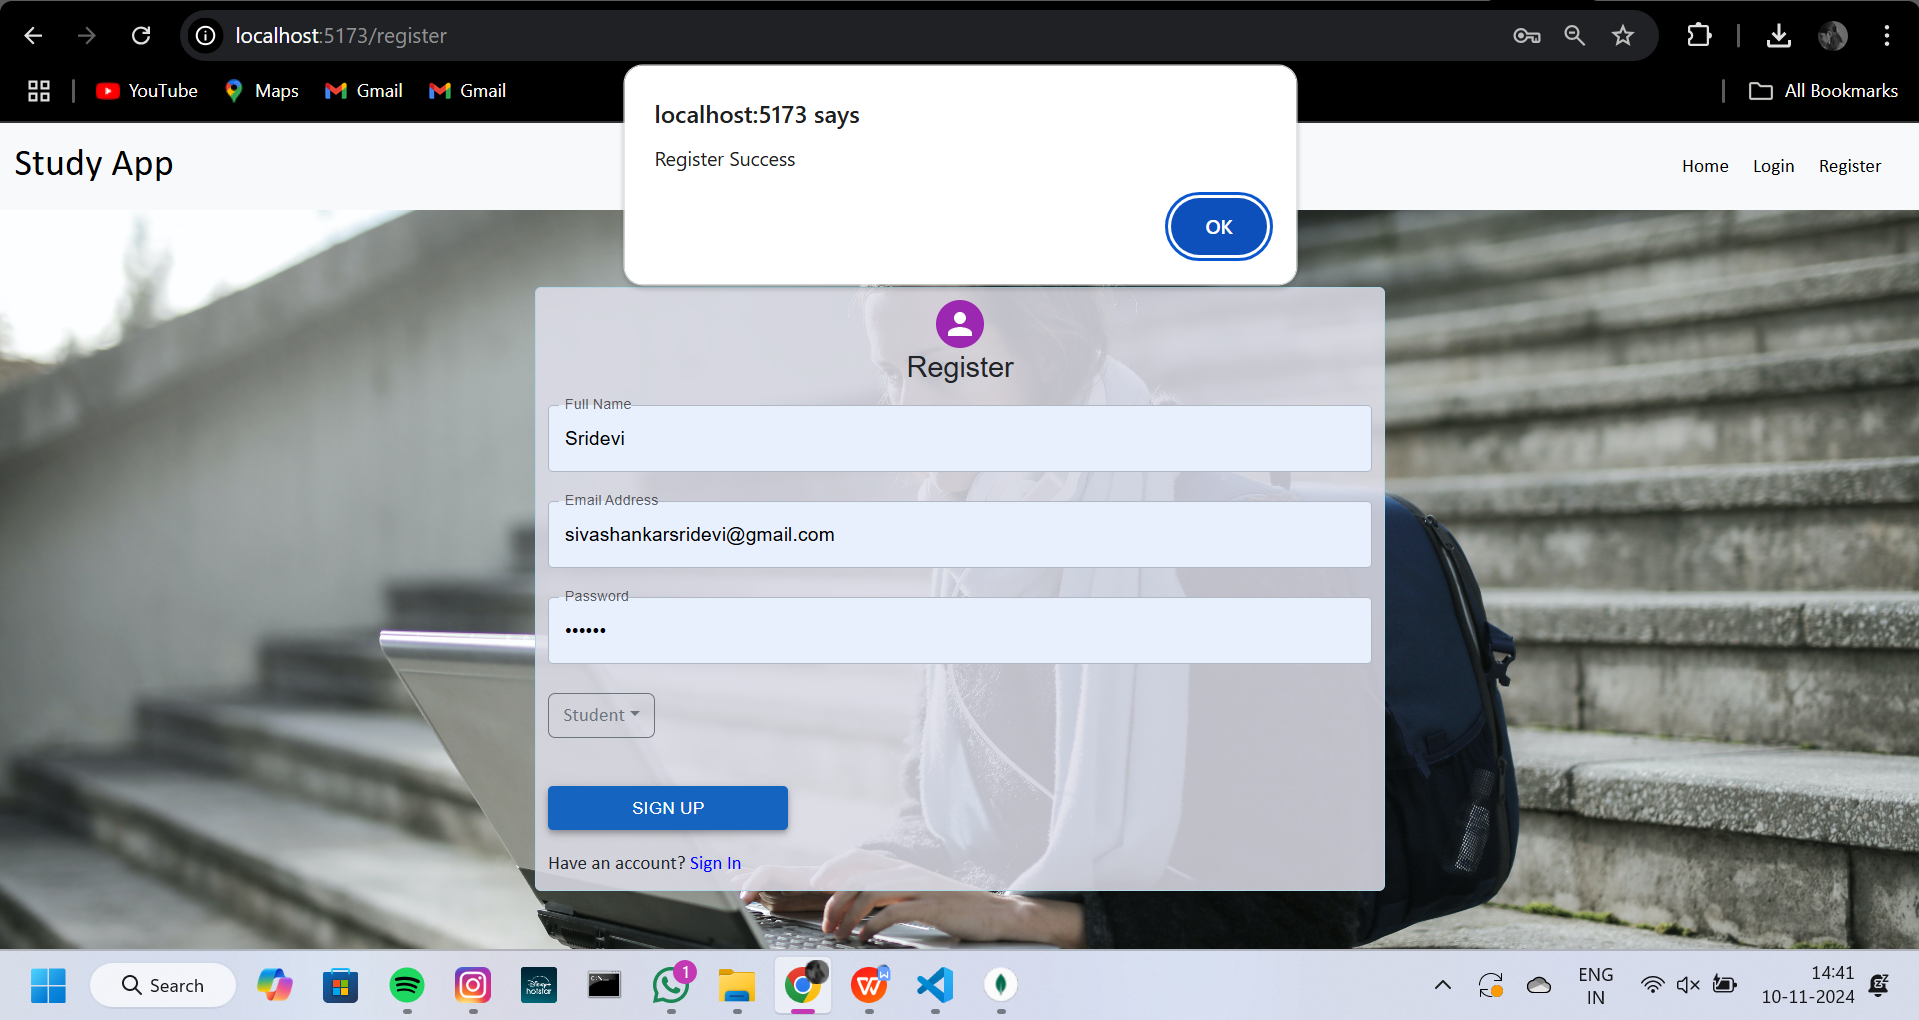 localhost:5173/register
YouTube
Maps
Gmail
Gmail
All Bookmarks
localhost:5173 says
Register Success
OK
Study App
Home
Login
Register
Register
Full Name
Sridevi
Email Address
sivashankarsridevi@gmail.com
Password
••••••
Student
SIGN UP
Have an account? Sign In
Search
Disney+
hotstar
C:\_
1
W
W
ENG
IN
14:41
10-11-2024